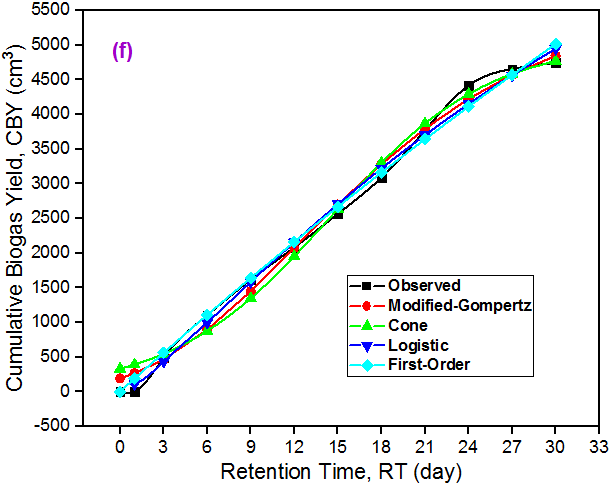 (f)
5500
5000
4500
4000
3500
3000
2500
2000
1500
1000
500
0
-500
Cumulative Biogas Yield, CBY (cm³)
Observed
Modified-Gompertz
Cone
Logistic
First-Order
0 3 6 9 12 15 18 21 24 27 30 33
Retention Time, RT (day)